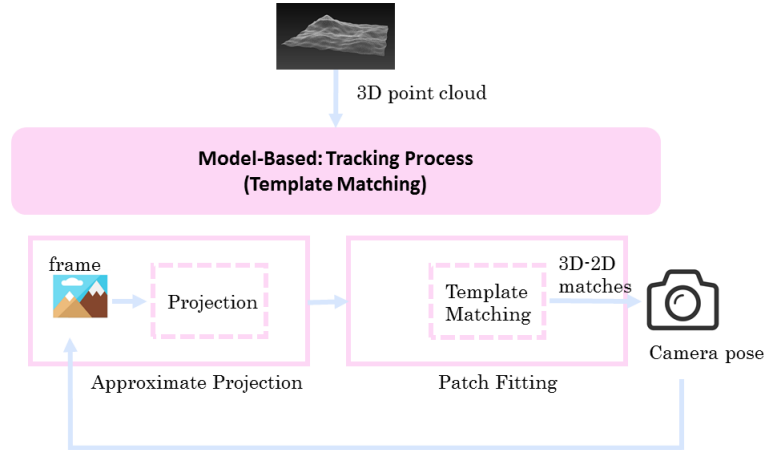 3D point cloud
Model-Based: Tracking Process
(Template Matching)
frame
Projection
Approximate Projection
Template
Matching
3D-2D
matches
Patch Fitting
Camera pose